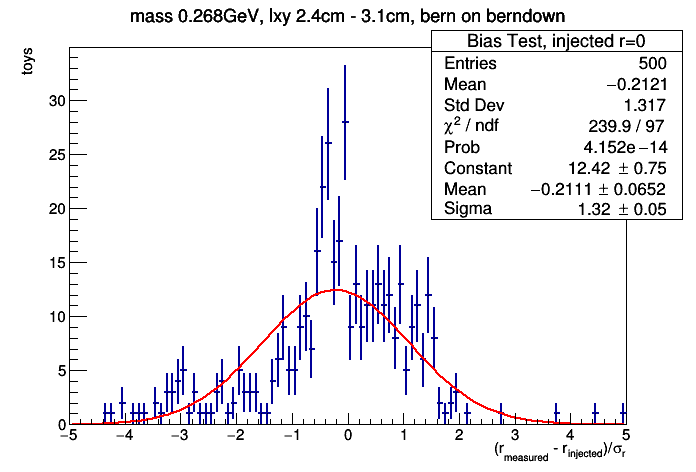 mass 0.268GeV, lxy 2.4cm - 3.1cm, bern on berndown
toys
Bias Test, injected r=0
Entries 500
Mean −0.2121
Std Dev 1.317
χ² / ndf 239.9 / 97
Prob 4.152e−14
Constant 12.42 ± 0.75
Mean −0.2111 ± 0.0652
Sigma 1.32 ± 0.05
30
25
20
15
10
5
0
−5 −4 −3 −2 −1 0 1 2 3 4 5
(r_measured - r_injected)/σ_r